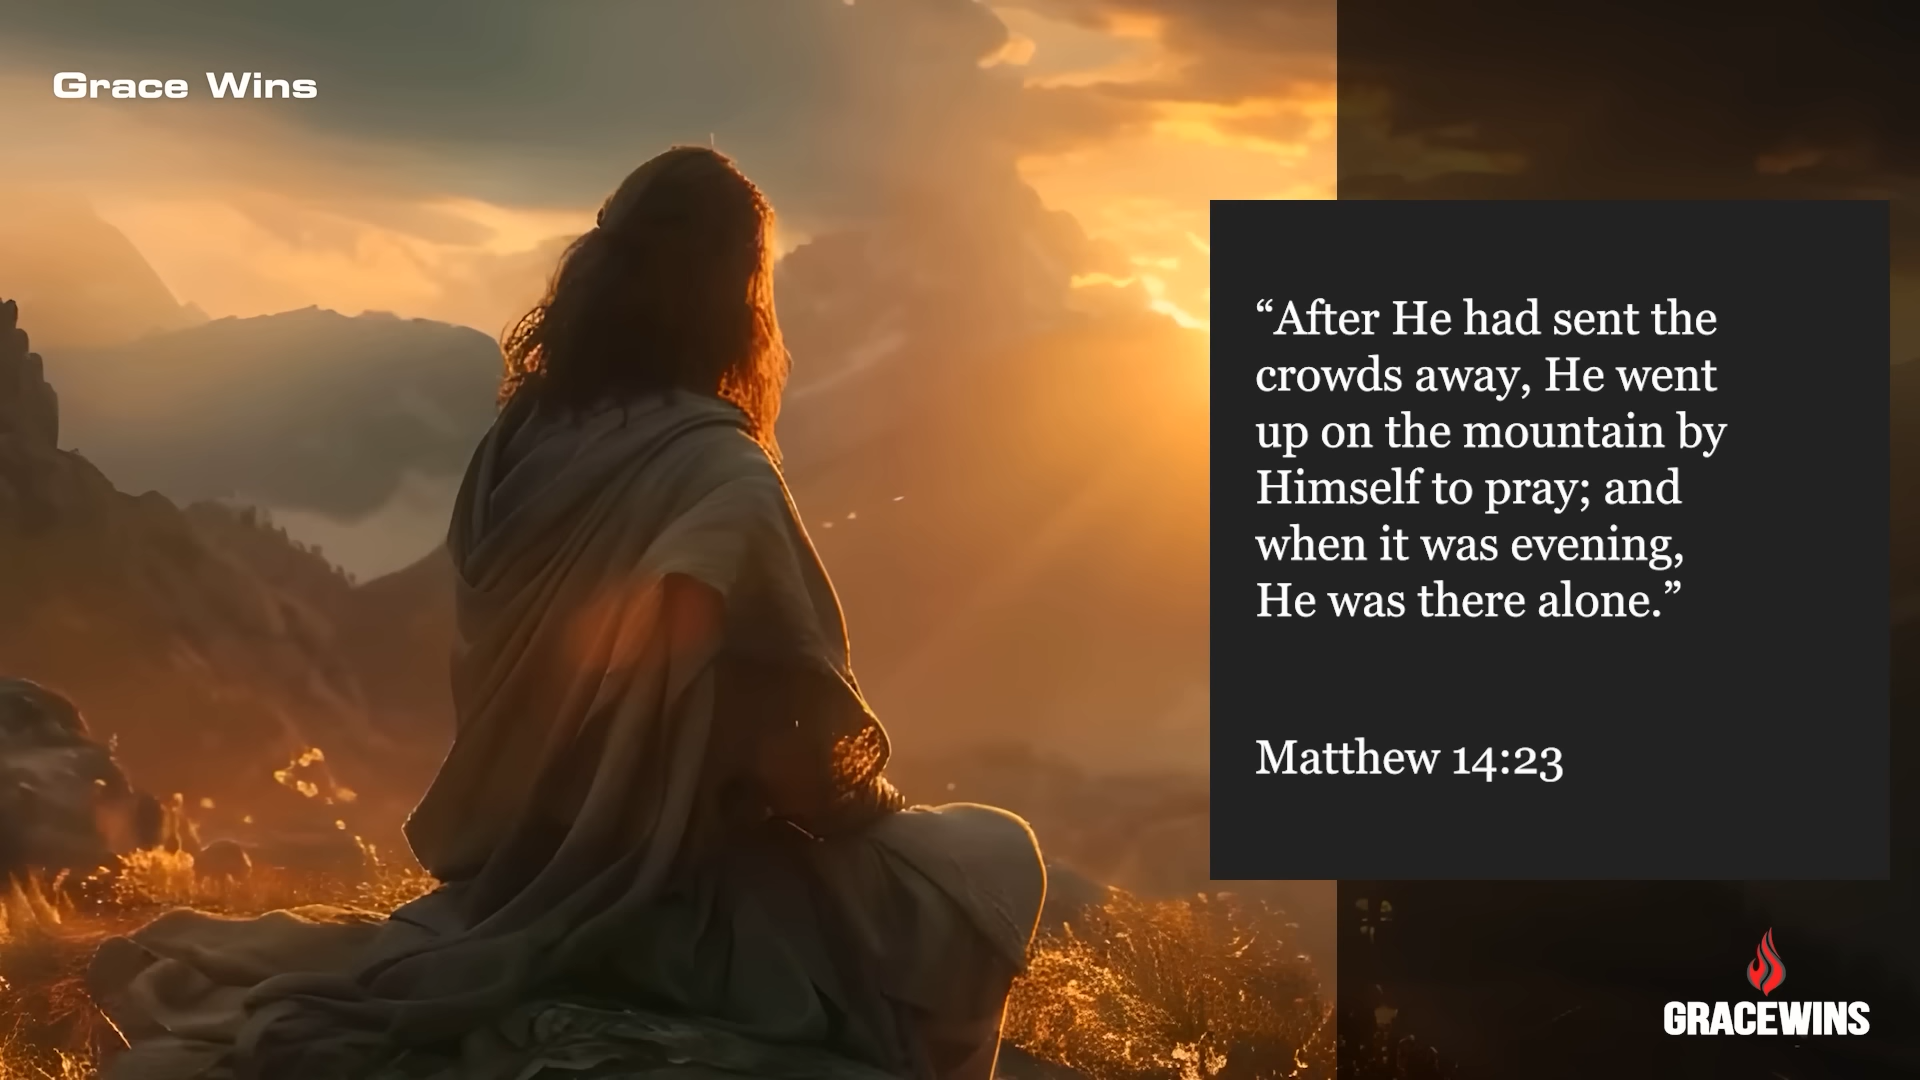 Grace Wins
“After He had sent the
crowds away, He went
up on the mountain by
Himself to pray; and
when it was evening,
He was there alone.”
Matthew 14:23
GRACEWINS